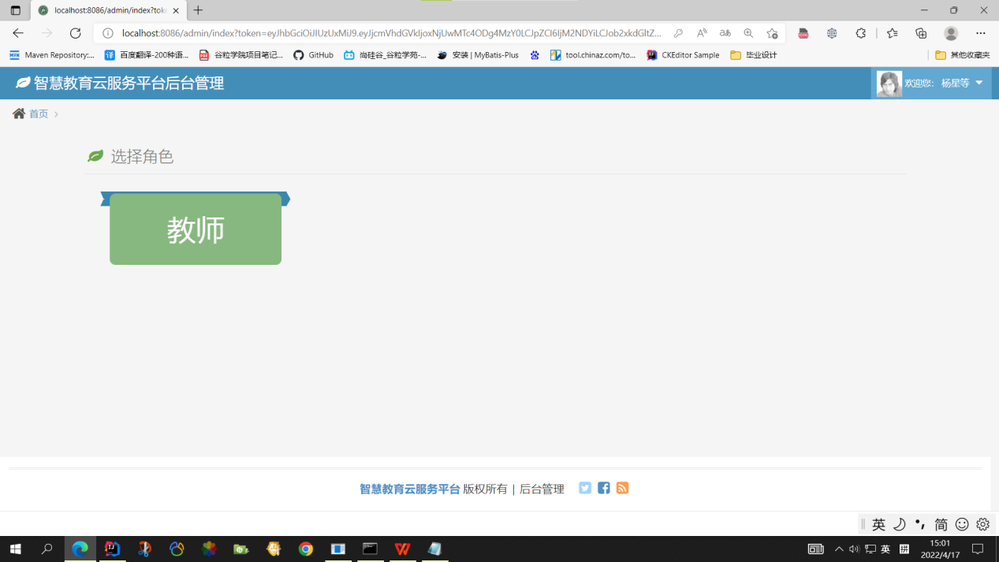 localhost:8086/admin/index?tok
localhost:8086/admin/index?token=eyJhbGciOiJIUzUxMiJ9.eyJjcmVhdGVkIjoxNjUwMTc4ODg4MzY0LCJpZCI6IjM2NDYiLCJob2xkdGltZ...
Maven Repository:...
百度翻译-200种语...
谷粒学院项目笔记...
GitHub
尚硅谷_谷粒学苑-...
安装 | MyBatis-Plus
tool.chinaz.com/to...
CKEditor Sample
毕业设计
其他收藏夹
智慧教育云服务平台后台管理
欢迎您: 杨星等
首页
选择角色
教师
智慧教育云服务平台 版权所有 | 后台管理
英 简
英 拼
15:01
2022/4/17